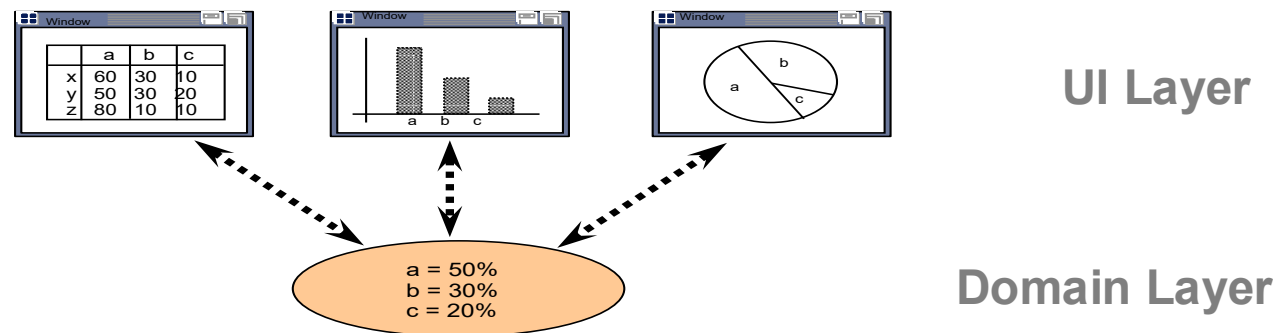 Window
a b c
x 60 30 10
y 50 30 20
z 80 10 10
Window
a b c
Window
a
b
c
UI Layer
a = 50%
b = 30%
c = 20%
Domain Layer